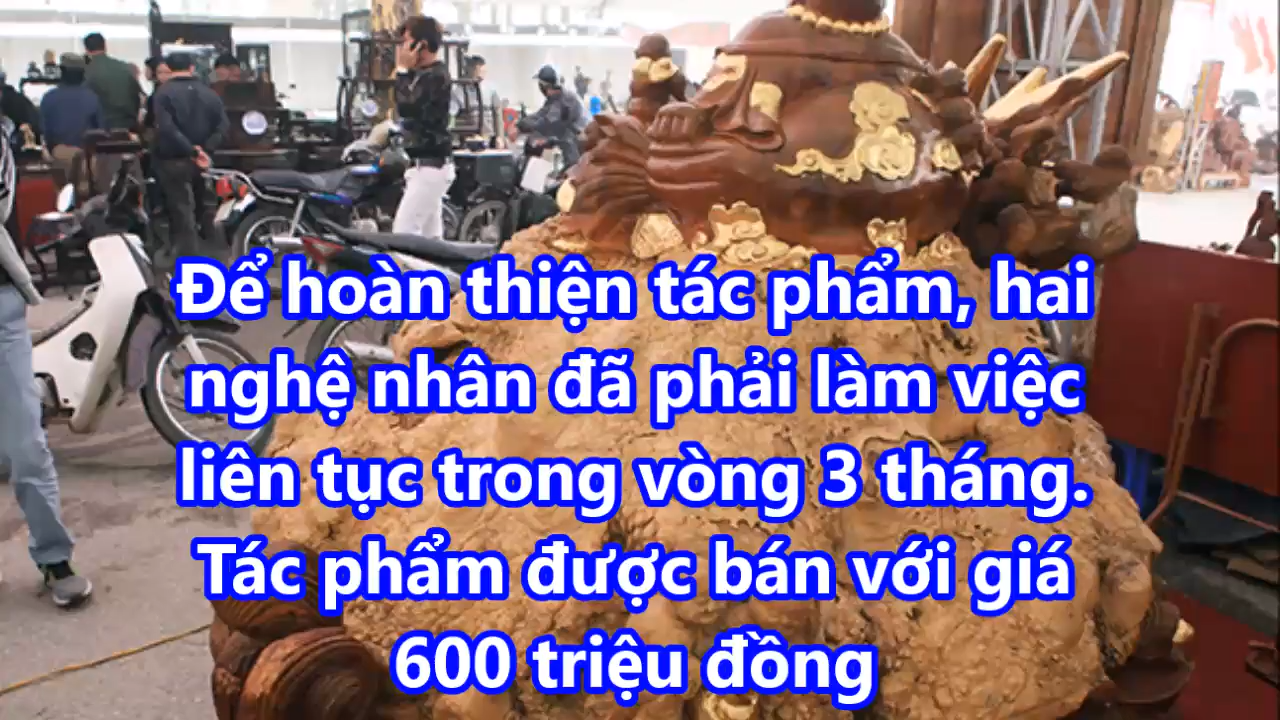 Để hoàn thiện tác phẩm, hai
nghệ nhân đã phải làm việc
liên tục trong vòng 3 tháng.
Tác phẩm được bán với giá
600 triệu đồng